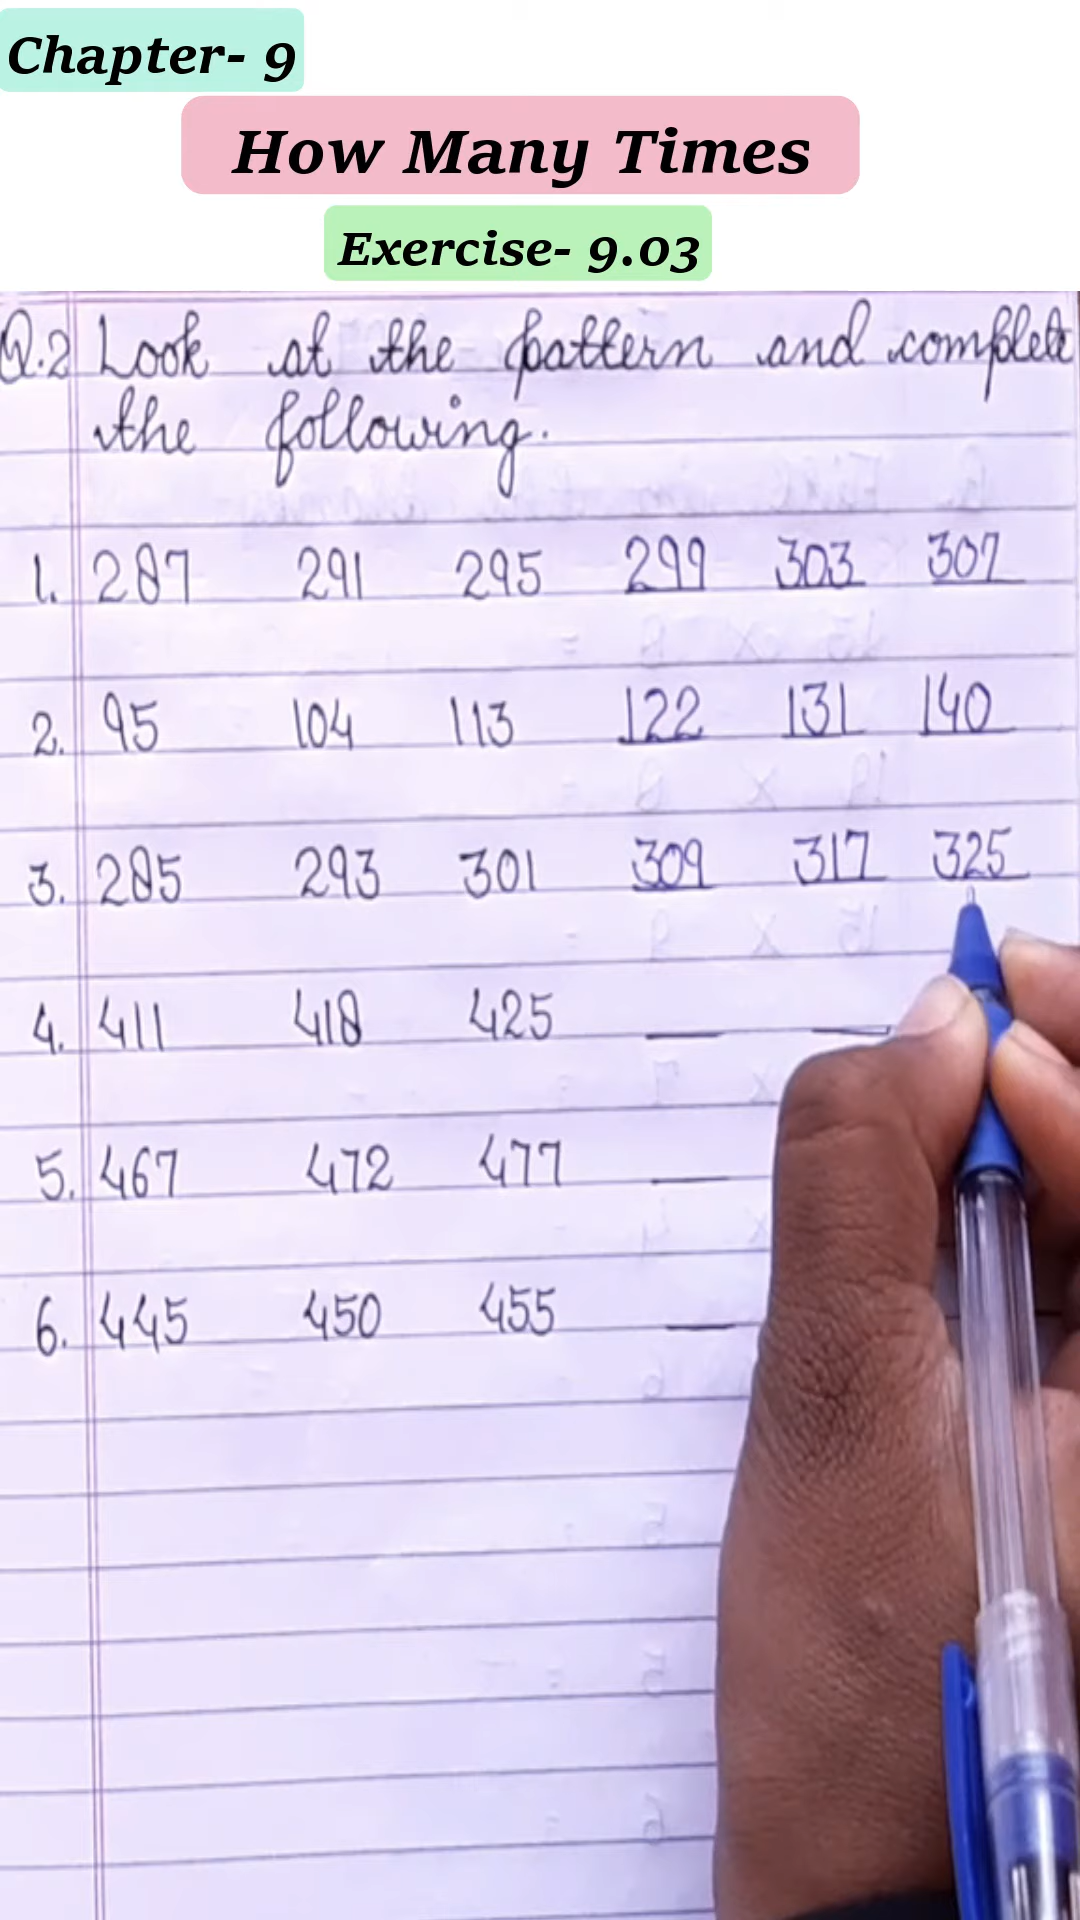 Chapter- 9
How Many Times
Exercise- 9.03
Q.2 Look at the pattern and complete
the following.
1. 287 291 295 299 303 307
2. 95 104 113 122 131 140
3. 285 293 301 309 317 325
4. 411 418 425
5. 467 472 477
6. 445 450 455